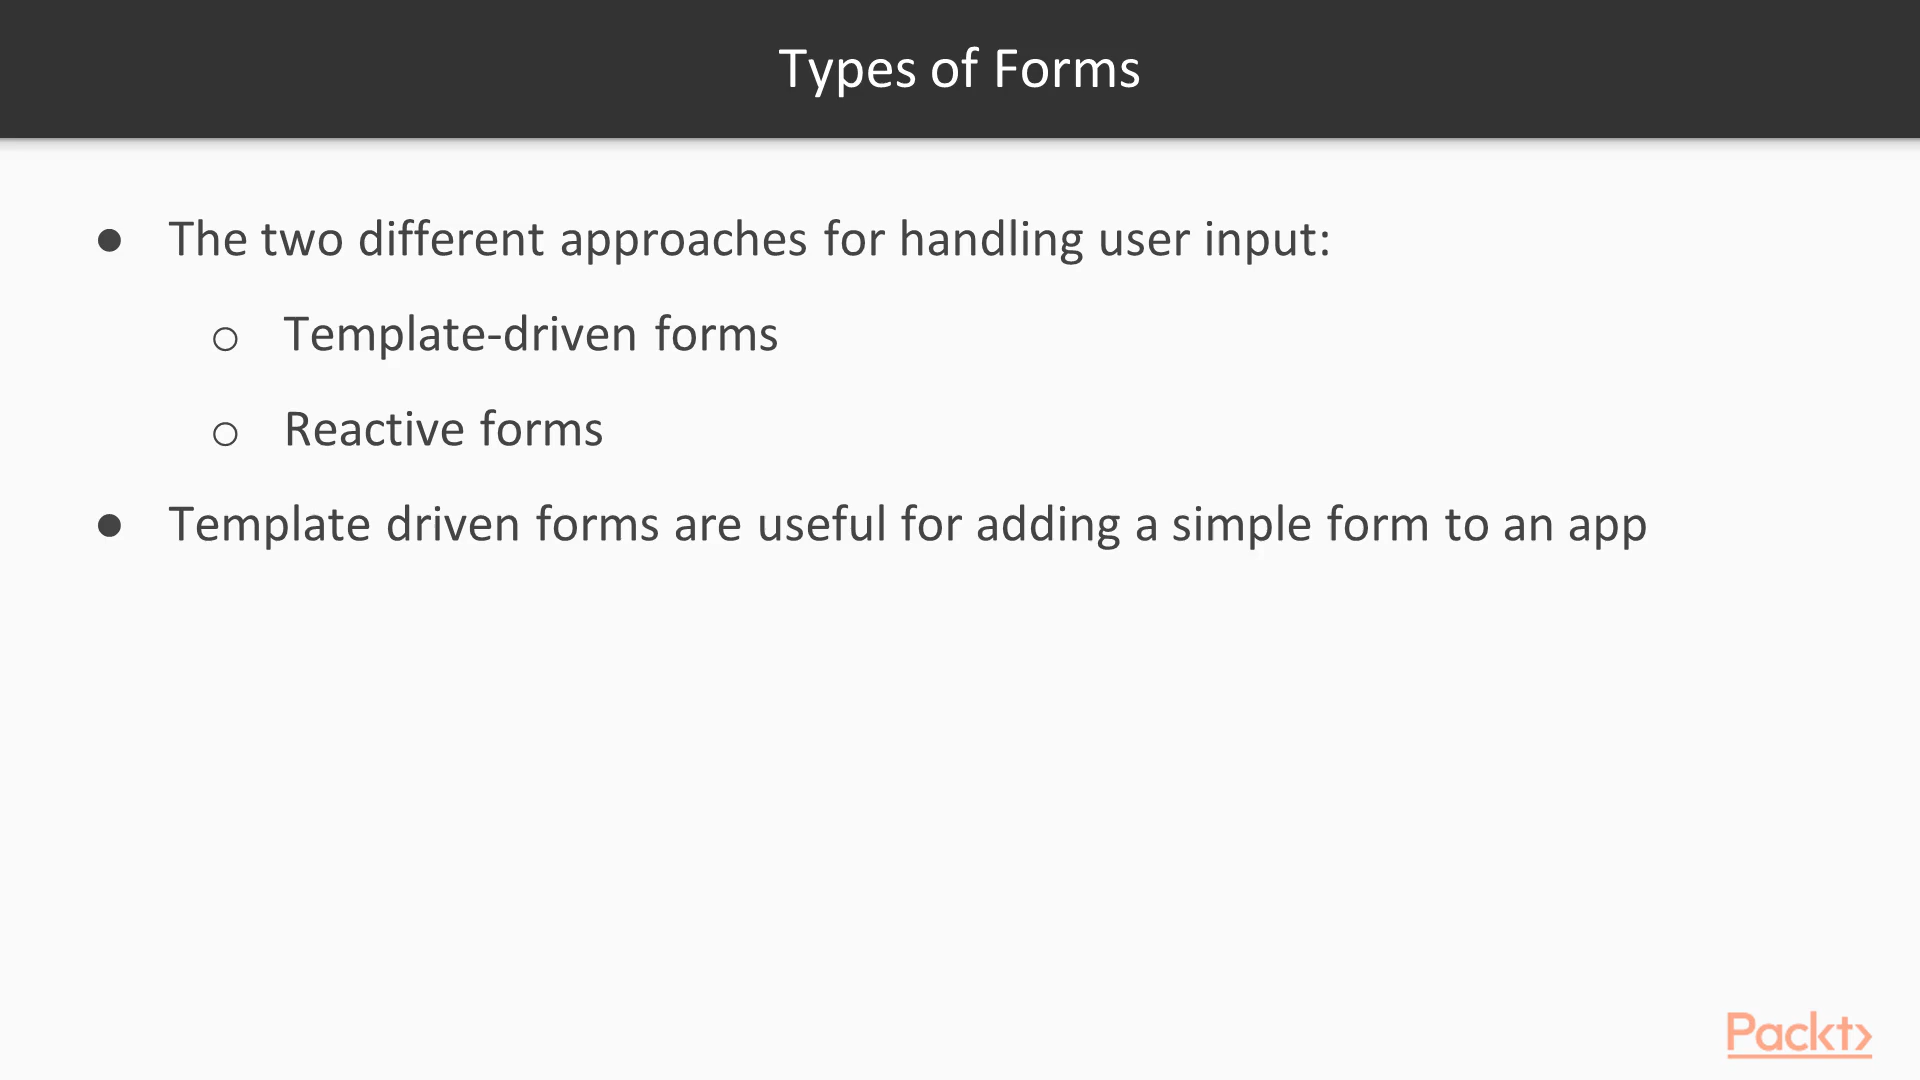 Types of Forms
● The two different approaches for handling user input:
○ Template-driven forms
○ Reactive forms
● Template driven forms are useful for adding a simple form to an app
Packt>